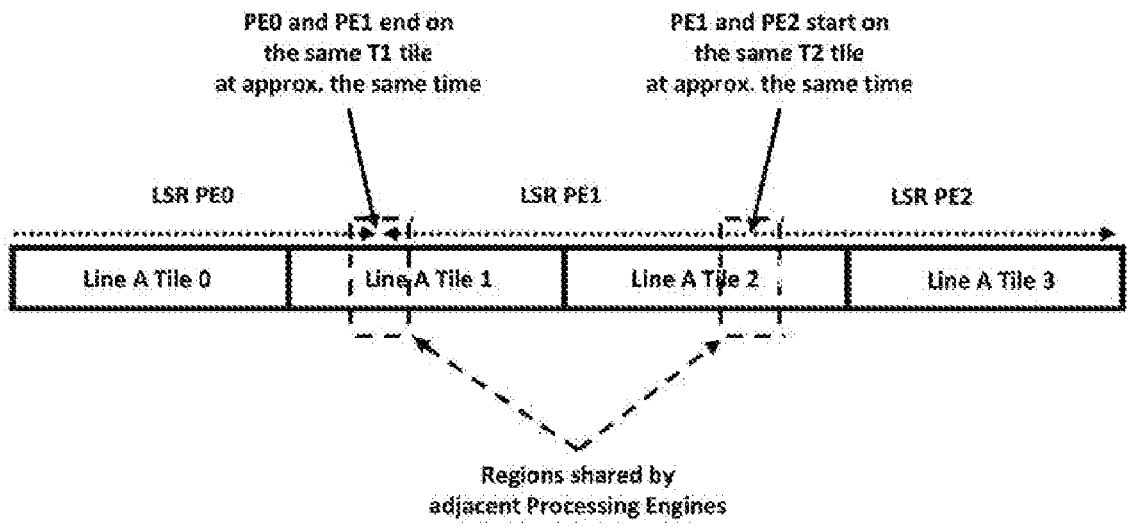 PE0 and PE1 end on
the same T1 tile
at approx. the same time
PE1 and PE2 start on
the same T2 tile
at approx. the same time
LSR PE0
LSR PE1
LSR PE2
Line A Tile 0
Line A Tile 1
Line A Tile 2
Line A Tile 3
Regions shared by
adjacent Processing Engines